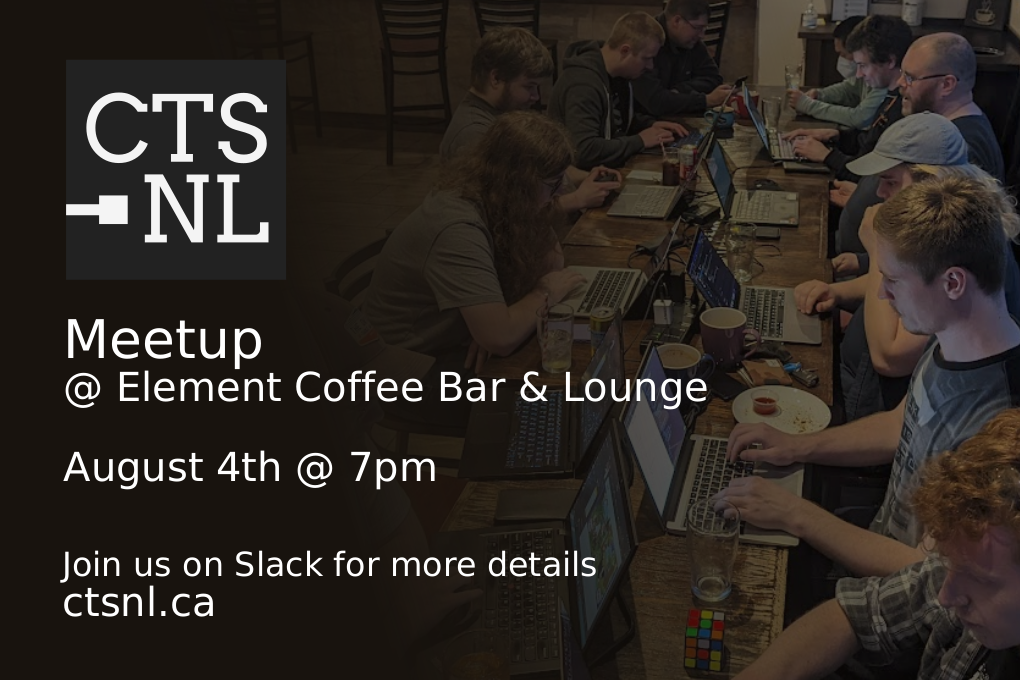 CTS
NL
Meetup
@ Element Coffee Bar & Lounge
August 4th @ 7pm
Join us on Slack for more details
ctsnl.ca